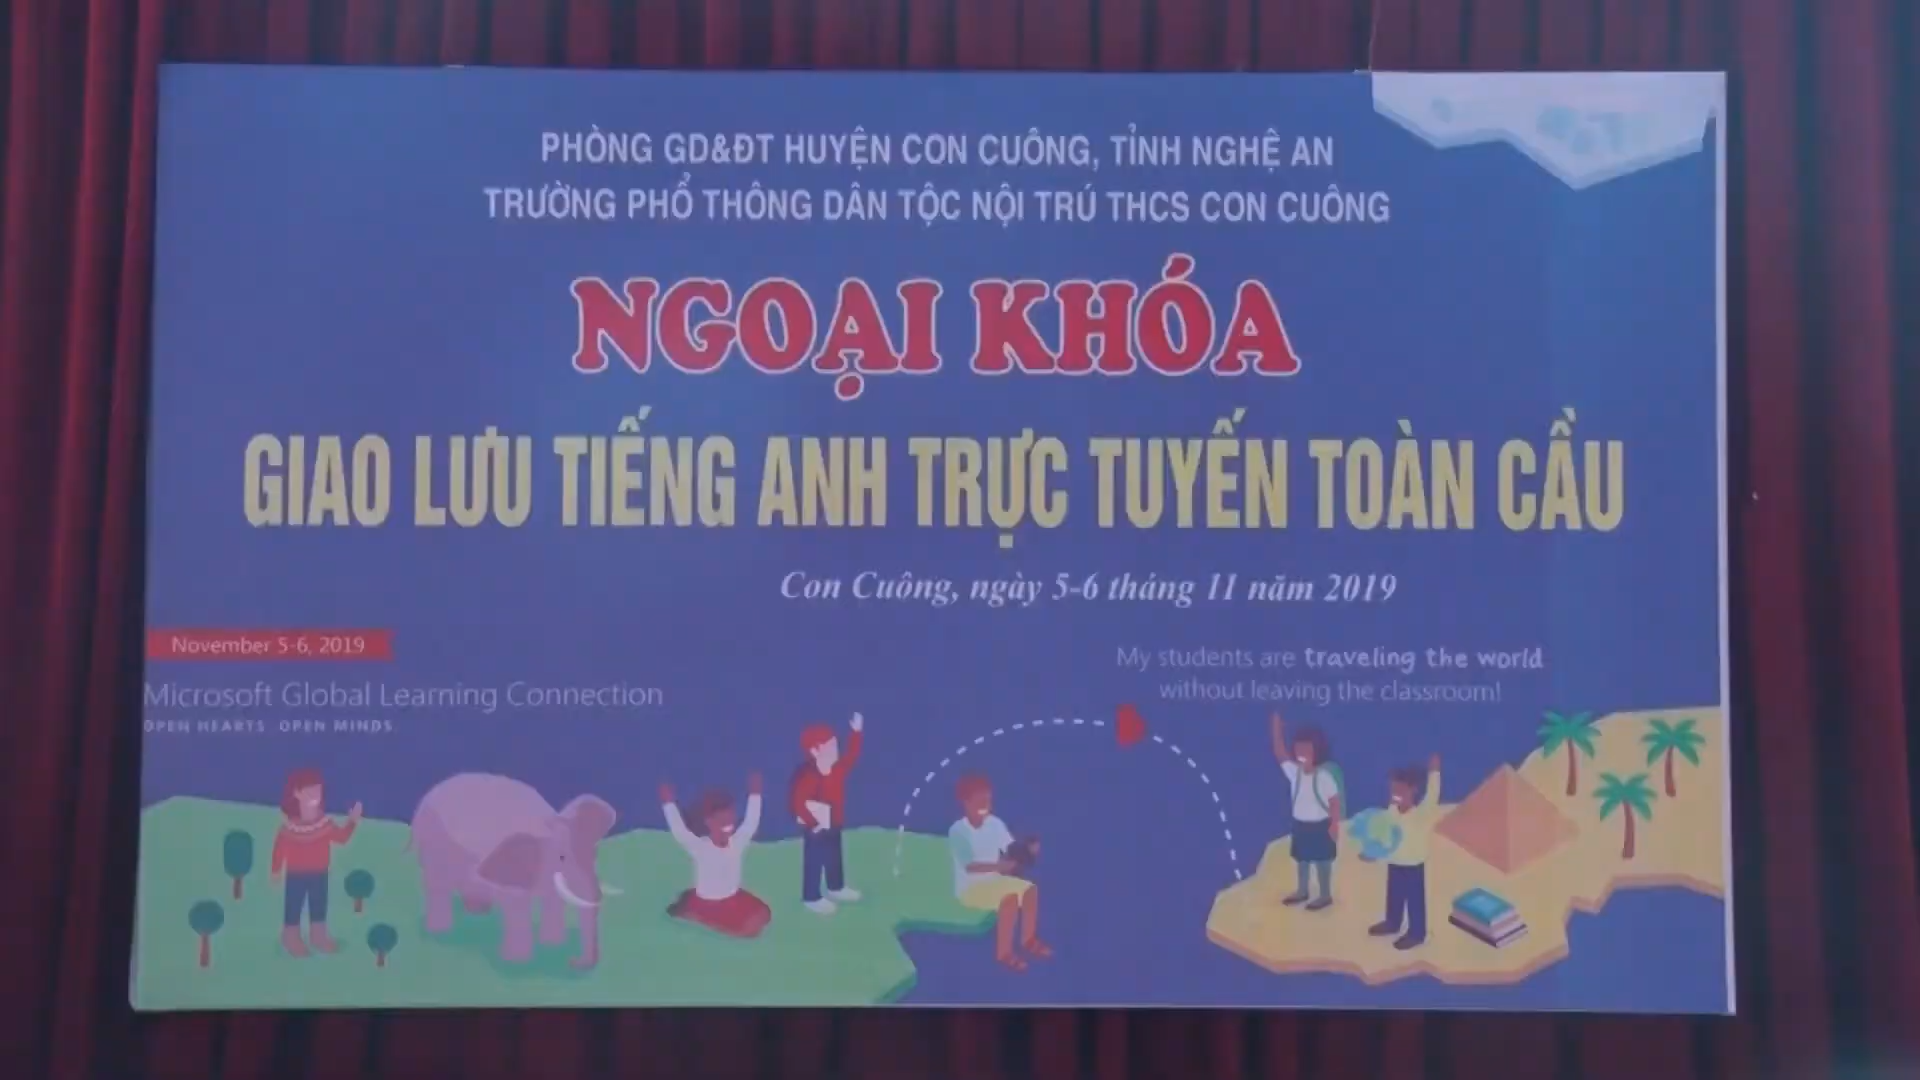 PHÒNG GD&ĐT HUYỆN CON CUÔNG, TỈNH NGHỆ AN
TRƯỜNG PHỔ THÔNG DÂN TỘC NỘI TRÚ THCS CON CUÔNG
NGOẠI KHÓA
GIAO LƯU TIẾNG ANH TRỰC TUYẾN TOÀN CẦU
Con Cuông, ngày 5-6 tháng 11 năm 2019
November 5-6, 2019
Microsoft Global Learning Connection
OPEN HEARTS. OPEN MINDS.
My students are traveling the world
without leaving the classroom!